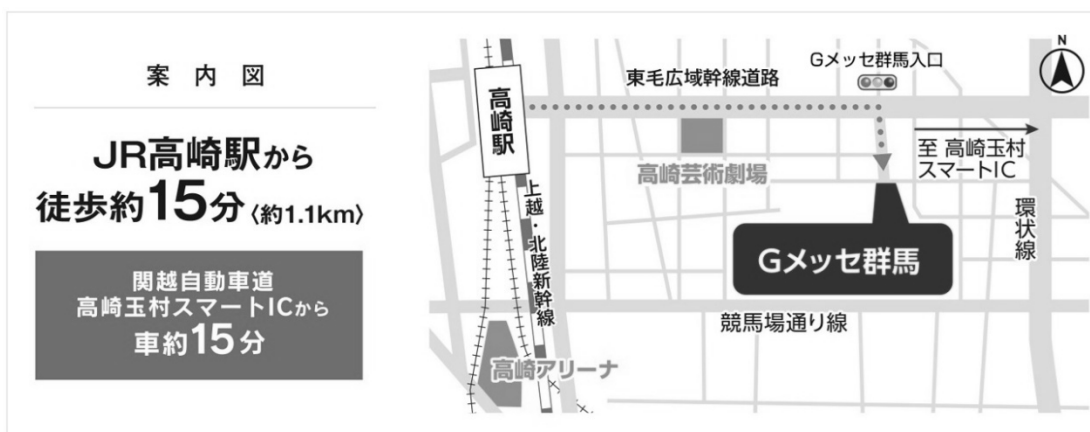 案内図
JR高崎駅から
徒歩約15分〈約1.1km〉
関越自動車道
高崎玉村スマートICから
車約15分
N
Gメッセ群馬入口
東毛広域幹線道路
高崎駅
至 高崎玉村
スマートIC
高崎芸術劇場
上越・北陸新幹線
環状線
Gメッセ群馬
競馬場通り線
高崎アリーナ